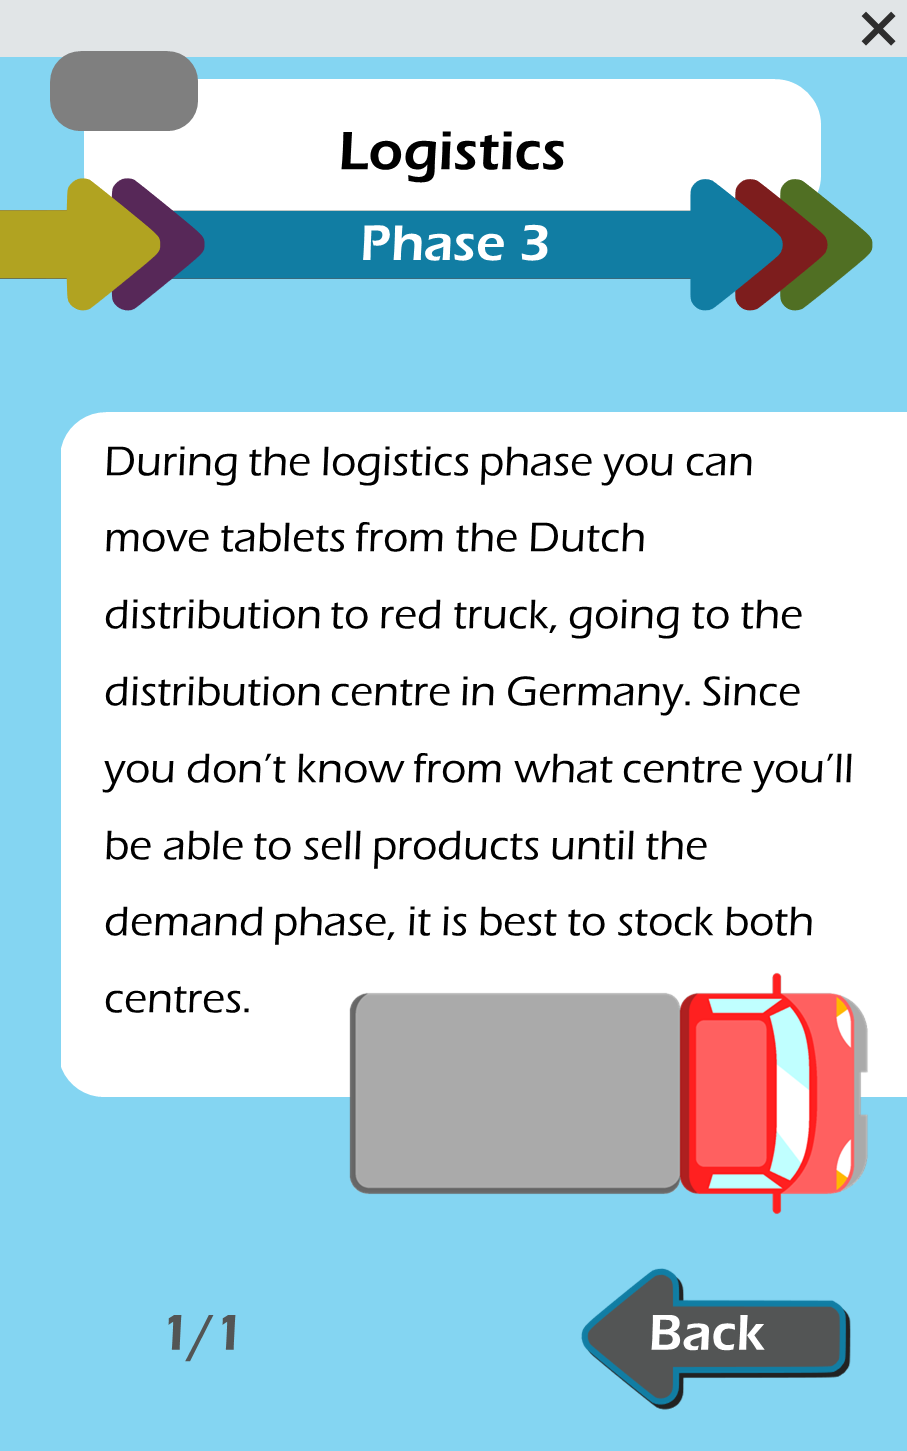 Logistics
Phase 3
During the logistics phase you can
move tablets from the Dutch
distribution to red truck, going to the
distribution centre in Germany. Since
you don’t know from what centre you’ll
be able to sell products until the
demand phase, it is best to stock both
centres.
1/1
Back